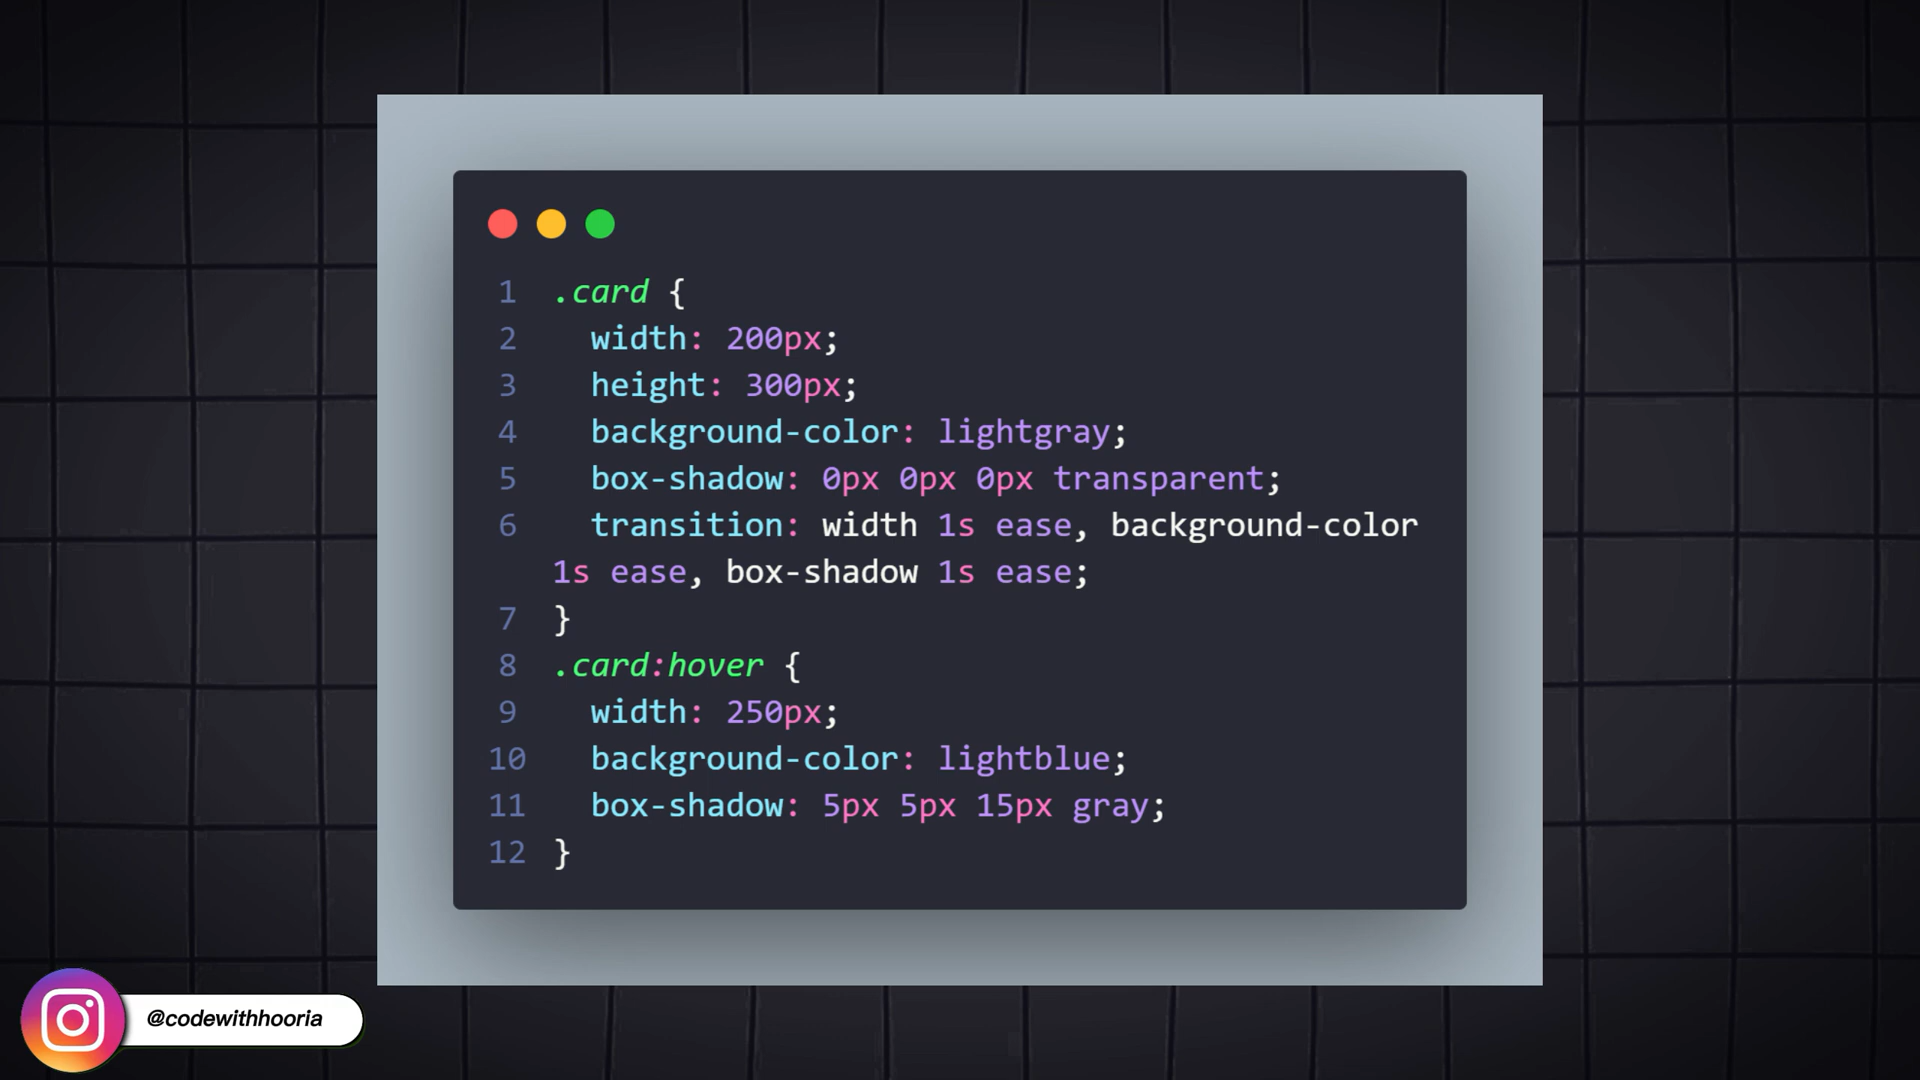 1 .card {
2 width: 200px;
3 height: 300px;
4 background-color: lightgray;
5 box-shadow: 0px 0px 0px transparent;
6 transition: width 1s ease, background-color
1s ease, box-shadow 1s ease;
7 }
8 .card:hover {
9 width: 250px;
10 background-color: lightblue;
11 box-shadow: 5px 5px 15px gray;
12 }
@codewithhooria